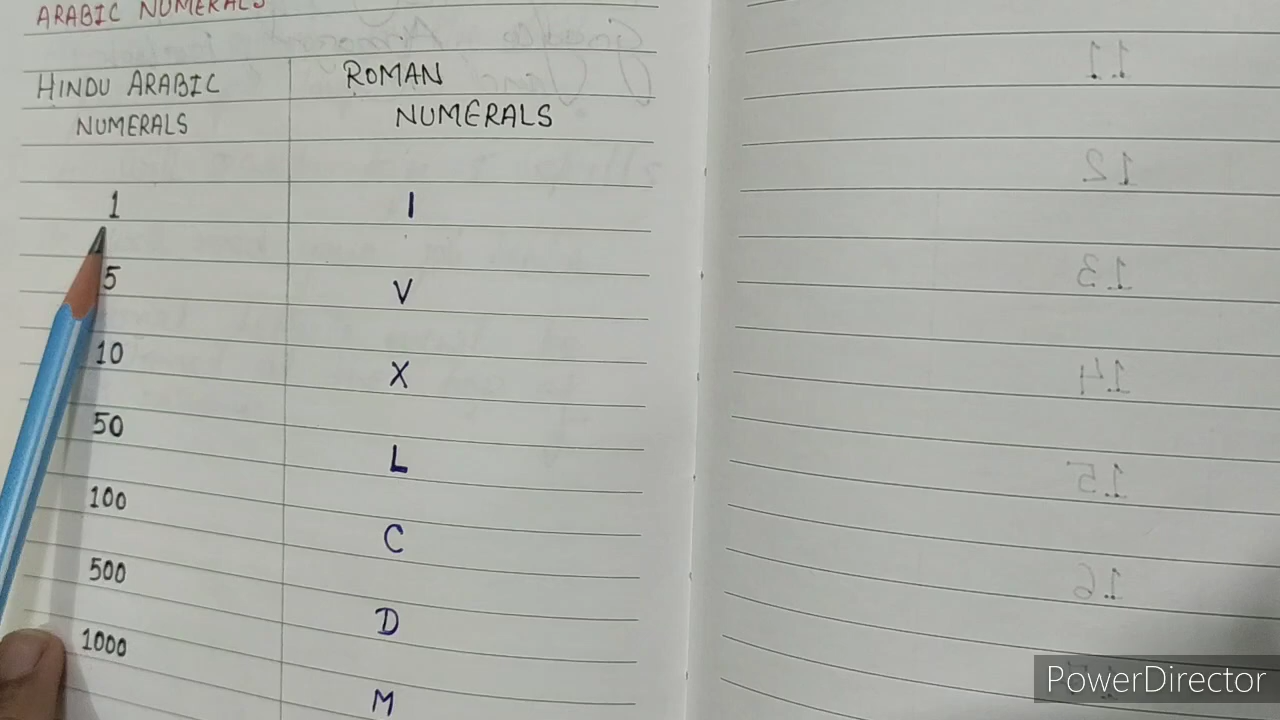 ARABIC NUMERALS
HINDU ARABIC NUMERALS
ROMAN NUMERALS
1 I
5 V
10 X
50 L
100 C
500 D
1000 M
11
12
13
14
15
16
PowerDirector